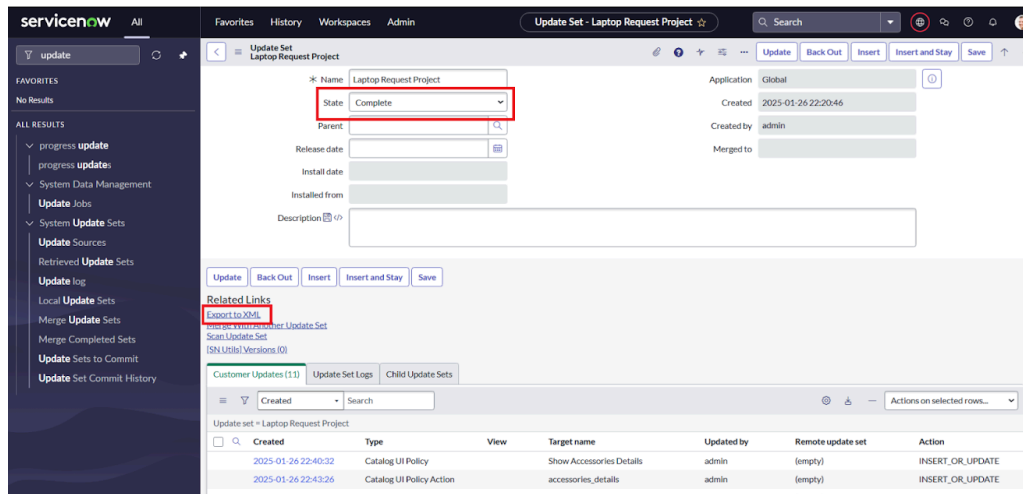 servicenow All Favorites History Workspaces Admin Update Set - Laptop Request Project Search
update
FAVORITES
No Results
ALL RESULTS
progress update
progress updates
System Data Management
Update Jobs
System Update Sets
Update Sources
Retrieved Update Sets
Update log
Local Update Sets
Merge Update Sets
Merge Completed Sets
Update Sets to Commit
Update Set Commit History
Update Set
Laptop Request Project
Update Back Out Insert Insert and Stay Save
Name Laptop Request Project
State Complete
Parent
Release date
Install date
Installed from
Description
Application Global
Created 2025-01-26 22:20:46
Created by admin
Merged to
Update Back Out Insert Insert and Stay Save
Related Links
Export to XML
Merge With Another Update Set
Scan Update Set
[SN Utils] Versions (0)
Customer Updates (11) Update Set Logs Child Update Sets
Created Search Actions on selected rows...
Update set = Laptop Request Project
Created Type View Target name Updated by Remote update set Action
2025-01-26 22:40:32 Catalog UI Policy Show Accessories Details admin (empty) INSERT_OR_UPDATE
2025-01-26 22:43:26 Catalog UI Policy Action accessories_details admin (empty) INSERT_OR_UPDATE